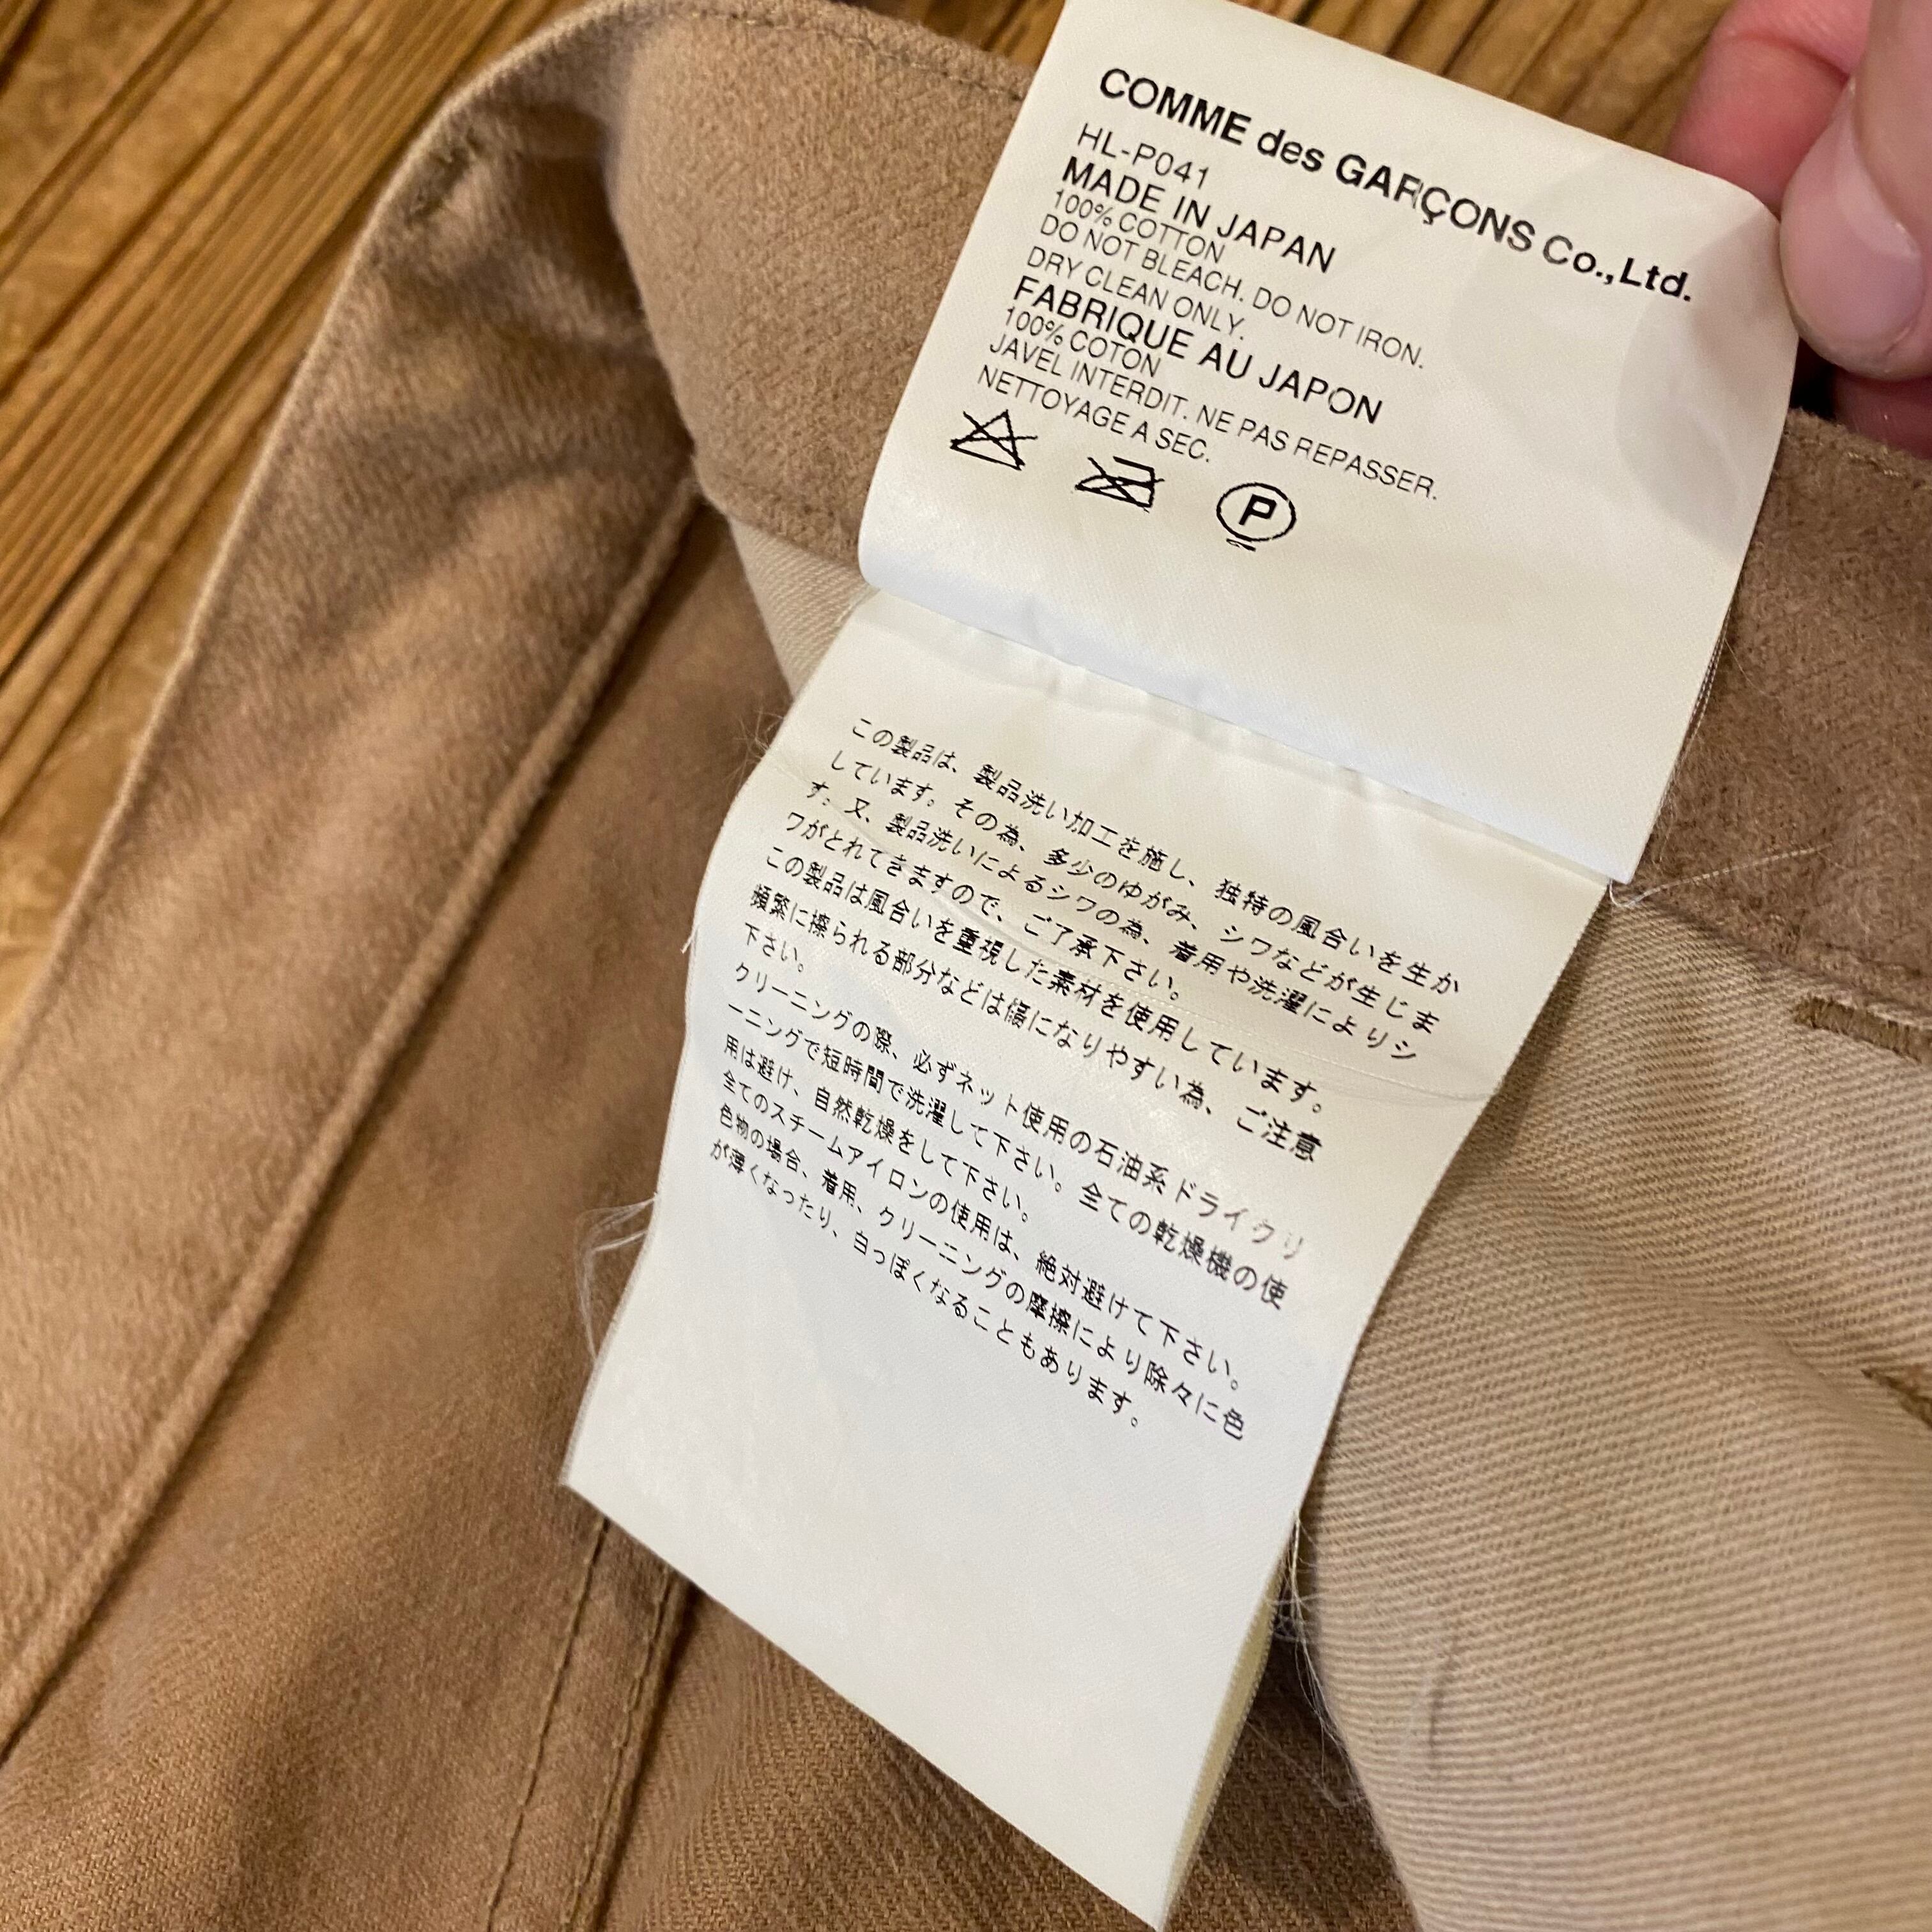 COMME des GARÇONS Co.,Ltd.
HL-P041
MADE IN JAPAN
100% COTTON
DO NOT BLEACH. DO NOT IRON.
DRY CLEAN ONLY.
FABRIQUE AU JAPON
100% COTON
JAVEL INTERDIT. NE PAS REPASSER.
NETTOYAGE A SEC.
P
この製品は、製品洗い加工を施し、独特の風合いを生か
しています。その為、多少のゆがみ、シワなどが生じま
す。又、製品洗いによるシワの為、着用や洗濯によりシ
ワがとれてきますので、ご了承下さい。
この製品は風合いを重視した素材を使用しています。
頻繁に擦られる部分などは傷になりやすい為、ご注意
下さい。
クリーニングの際、必ずネット使用の石油系ドライクリ
ーニングで短時間で洗濯して下さい。全ての乾燥機の使
用は避け、自然乾燥をして下さい。
全てのスチームアイロンの使用は、絶対避けて下さい。
色物の場合、着用、クリーニングの摩擦により除々に色
が薄くなったり、白っぽくなることもあります。